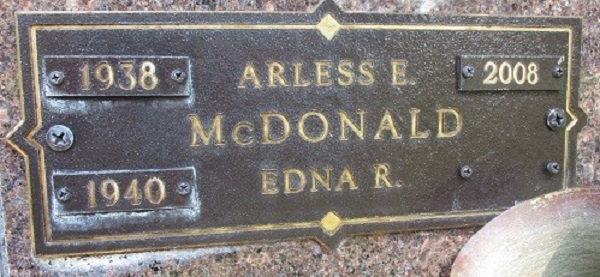 1938 ARLESS E. 2008
McDONALD
1940 EDNA R.